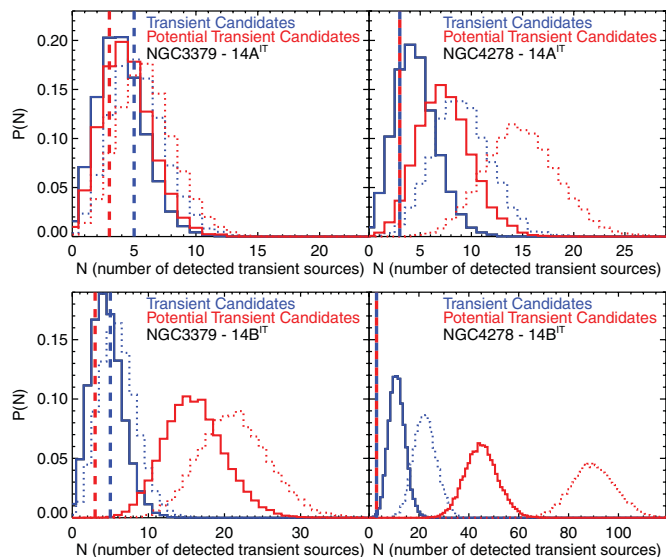 Transient Candidates
Potential Transient Candidates
NGC3379 - 14A^IT
0.20
0.15
0.10
0.05
0.00
P(N)
0 5 10 15 20
N (number of detected transient sources)
Transient Candidates
Potential Transient Candidates
NGC4278 - 14A^IT
0 5 10 15 20 25
N (number of detected transient sources)
Transient Candidates
Potential Transient Candidates
NGC3379 - 14B^IT
0.15
0.10
0.05
0.00
P(N)
0 10 20 30
N (number of detected transient sources)
Transient Candidates
Potential Transient Candidates
NGC4278 - 14B^IT
0 20 40 60 80 100
N (number of detected transient sources)